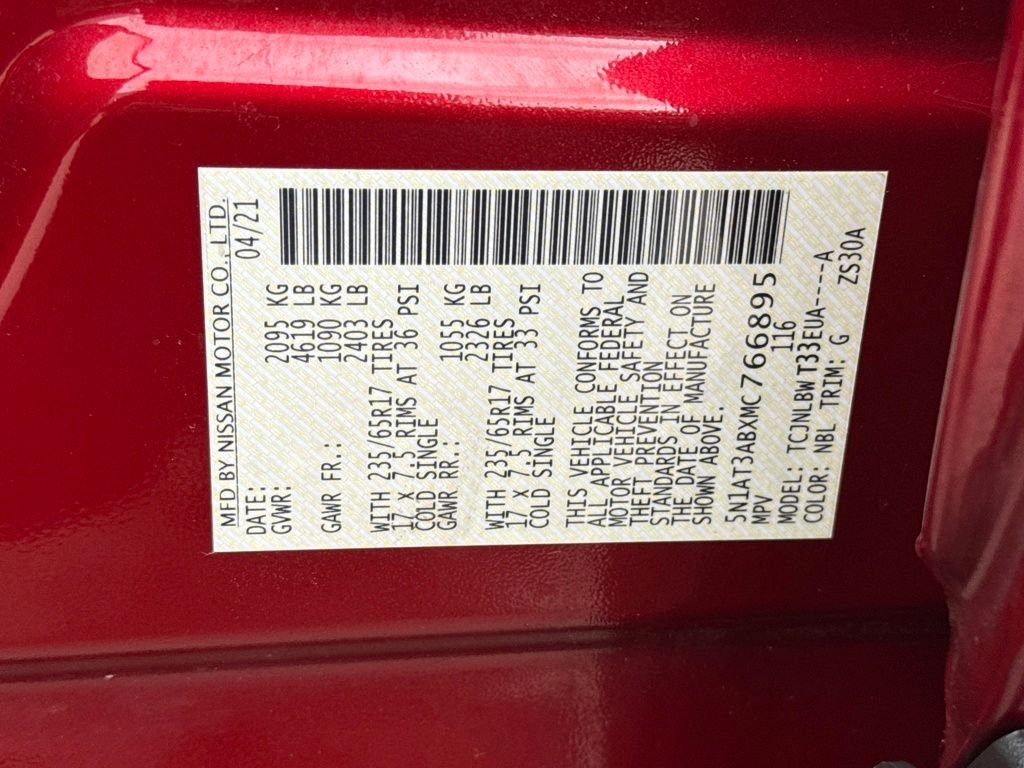 MFD BY NISSAN MOTOR CO., LTD.
DATE: 04/21
GVWR: 2095 KG
4619 LB
GAWR FR.: 1090 KG
2403 LB
WITH 235/65R17 TIRES
17 X 7.5 RIMS AT 36 PSI
COLD SINGLE
GAWR RR.: 1055 KG
2326 LB
WITH 235/65R17 TIRES
17 X 7.5 RIMS AT 33 PSI
COLD SINGLE
THIS VEHICLE CONFORMS TO
ALL APPLICABLE FEDERAL
MOTOR VEHICLE SAFETY AND
THEFT PREVENTION
STANDARDS IN EFFECT ON
THE DATE OF MANUFACTURE
SHOWN ABOVE.
5N1AT3ABXMC766895
MPV 116
MODEL: TCJNLBWT33EUA----A
COLOR: NBL TRIM: G ZS30A